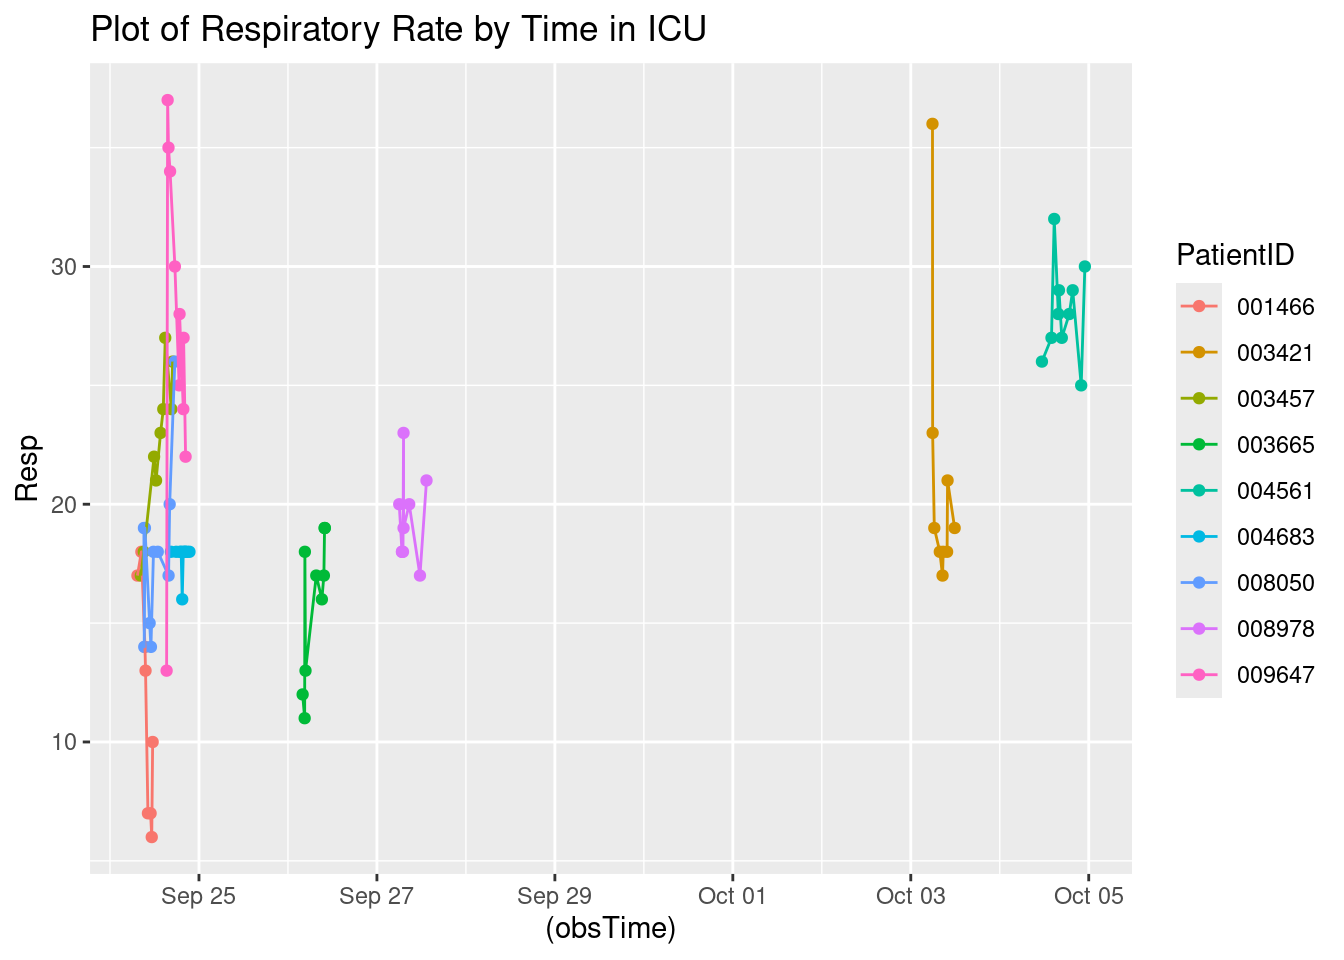 Plot of Respiratory Rate by Time in ICU
Resp
30
20
10
Sep 25
Sep 27
Sep 29
Oct 01
Oct 03
Oct 05
(obsTime)
PatientID
001466
003421
003457
003665
004561
004683
008050
008978
009647